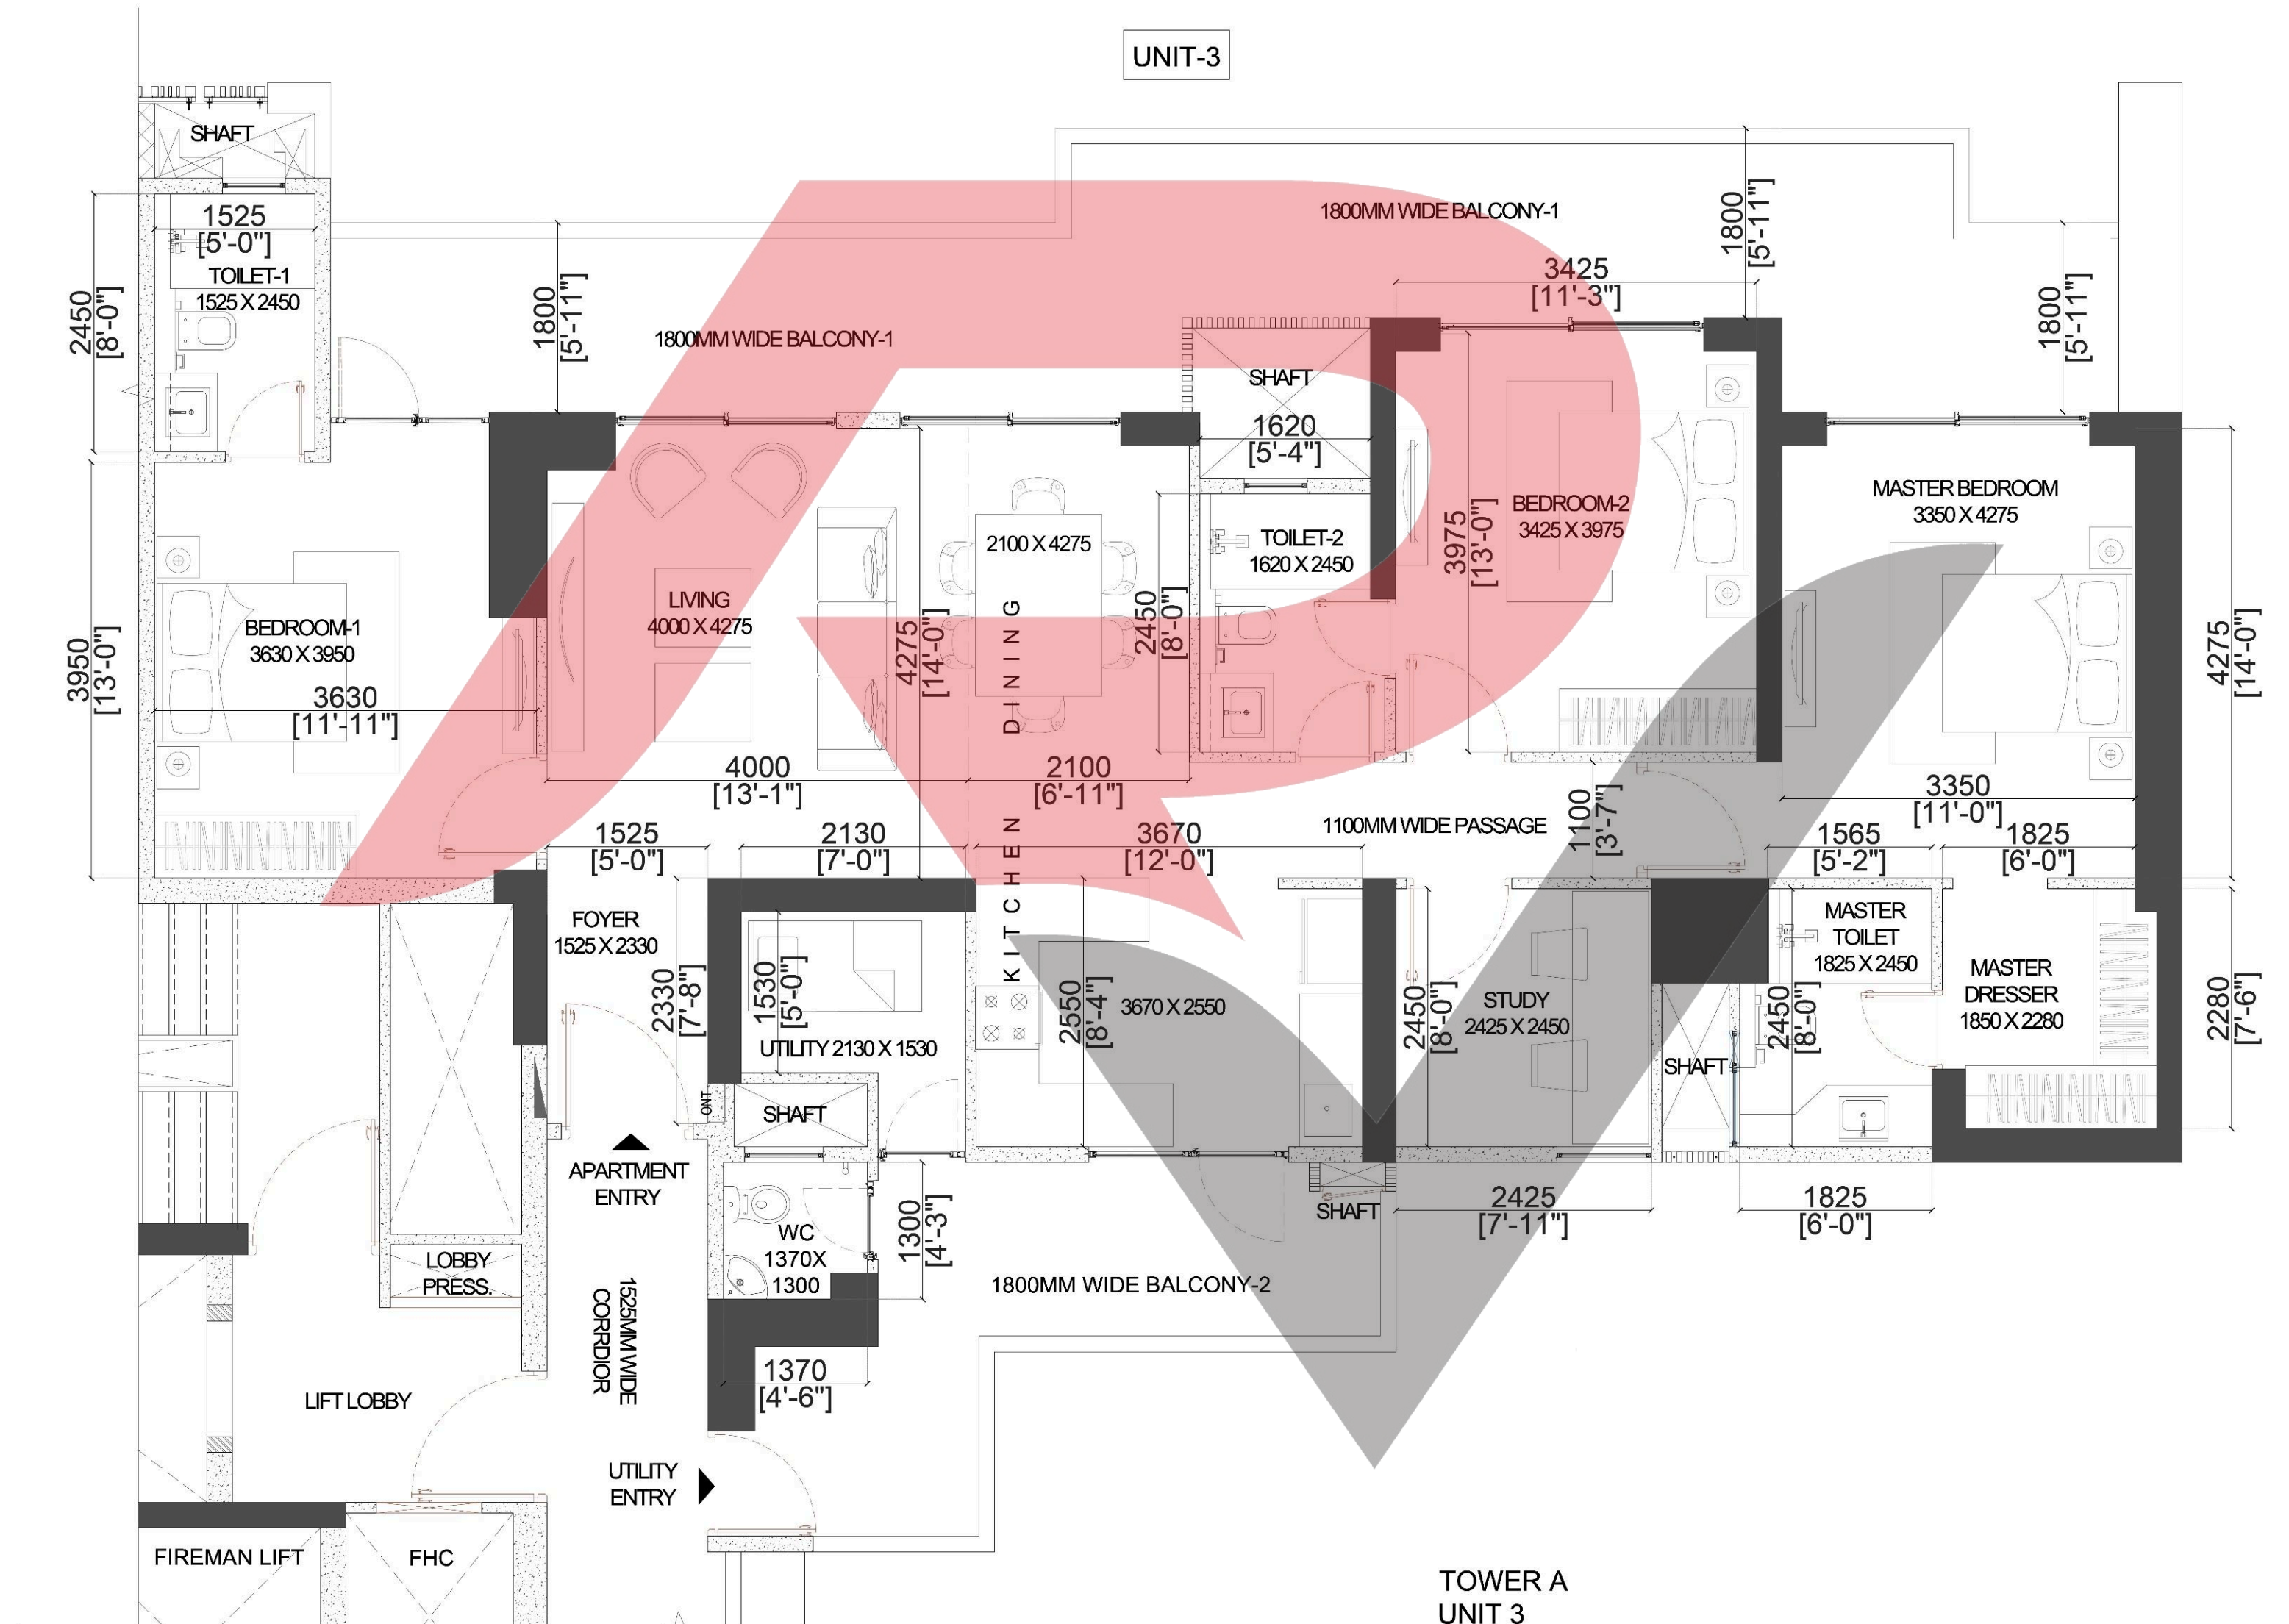 UNIT-3
SHAFT
1525
[5'-0"]
TOILET-1
1525 X 2450
2450
[8'-0"]
1800
[5'-11"]
1800MM WIDE BALCONY-1
1800MM WIDE BALCONY-1
1800
[5'-11"]
3425
[11'-3"]
1800
[5'-11"]
SHAFT
1620
[5'-4"]
TOILET-2
1620 X 2450
2450
[8'-0"]
3975
[13'-0"]
BEDROOM-2
3425 X 3975
MASTER BEDROOM
3350 X 4275
4275
[14'-0"]
2100 X 4275
KITCHEN DINING
4275
[14'-0"]
LIVING
4000 X 4275
BEDROOM-1
3630 X 3950
3950
[13'-0"]
3630
[11'-11"]
4000
[13'-1"]
2100
[6'-11"]
3350
[11'-0"]
1525
[5'-0"]
2130
[7'-0"]
3670
[12'-0"]
1100MM WIDE PASSAGE
1100
[3'-7"]
1565
[5'-2"]
1825
[6'-0"]
FOYER
1525 X 2330
2330
[7'-8"]
1530
[5'-0"]
UTILITY 2130 X 1530
2550
[8'-4"]
3670 X 2550
2450
[8'-0"]
STUDY
2425 X 2450
MASTER
TOILET
1825 X 2450
2450
[8'-0"]
MASTER
DRESSER
1850 X 2280
2280
[7'-6"]
SHAFT
ONT
SHAFT
APARTMENT
ENTRY
WC
1370X
1300
1300
[4'-3"]
SHAFT
2425
[7'-11"]
1825
[6'-0"]
LOBBY
PRESS.
1525MM WIDE
CORRDIOR
1800MM WIDE BALCONY-2
1370
[4'-6"]
LIFT LOBBY
UTILITY
ENTRY
FIREMAN LIFT
FHC
TOWER A
UNIT 3